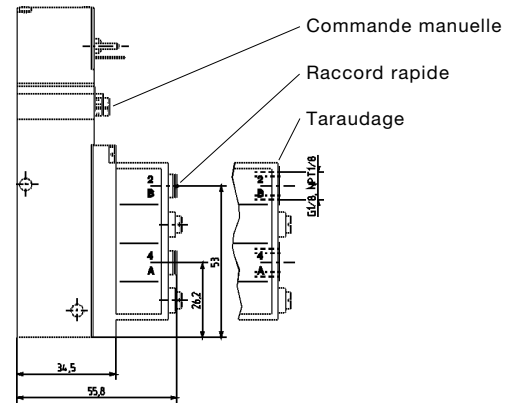 Commande manuelle
Raccord rapide
Taraudage
2
B
4
A
2
B
4
A
G1/8, NPT1/8
53
26,2
34,5
55,8